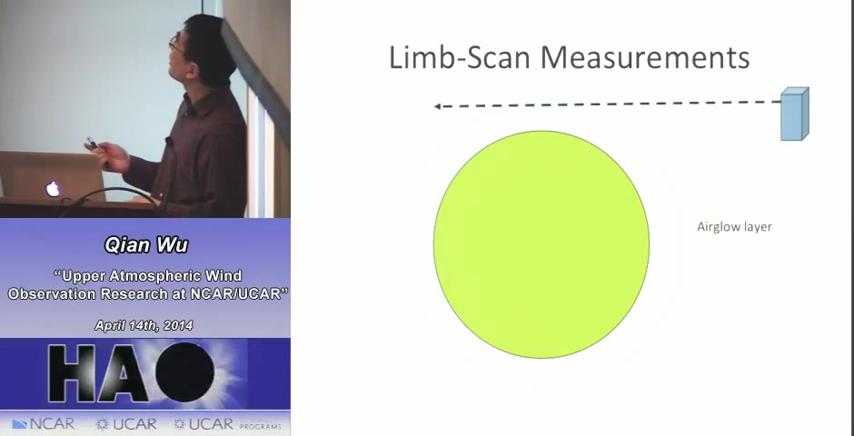 Limb-Scan Measurements
Airglow layer
Qian Wu
“Upper Atmospheric Wind
Observation Research at NCAR/UCAR”
April 14th, 2014
HAO
NCAR UCAR UCAR PROGRAMS